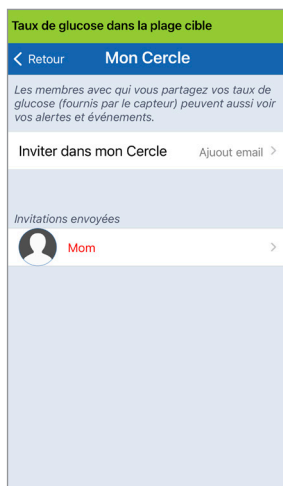 Taux de glucose dans la plage cible
Retour
Mon Cercle
Les membres avec qui vous partagez vos taux de
glucose (fournis par le capteur) peuvent aussi voir
vos alertes et événements.
Inviter dans mon Cercle
Ajuout email
Invitations envoyées
Mom